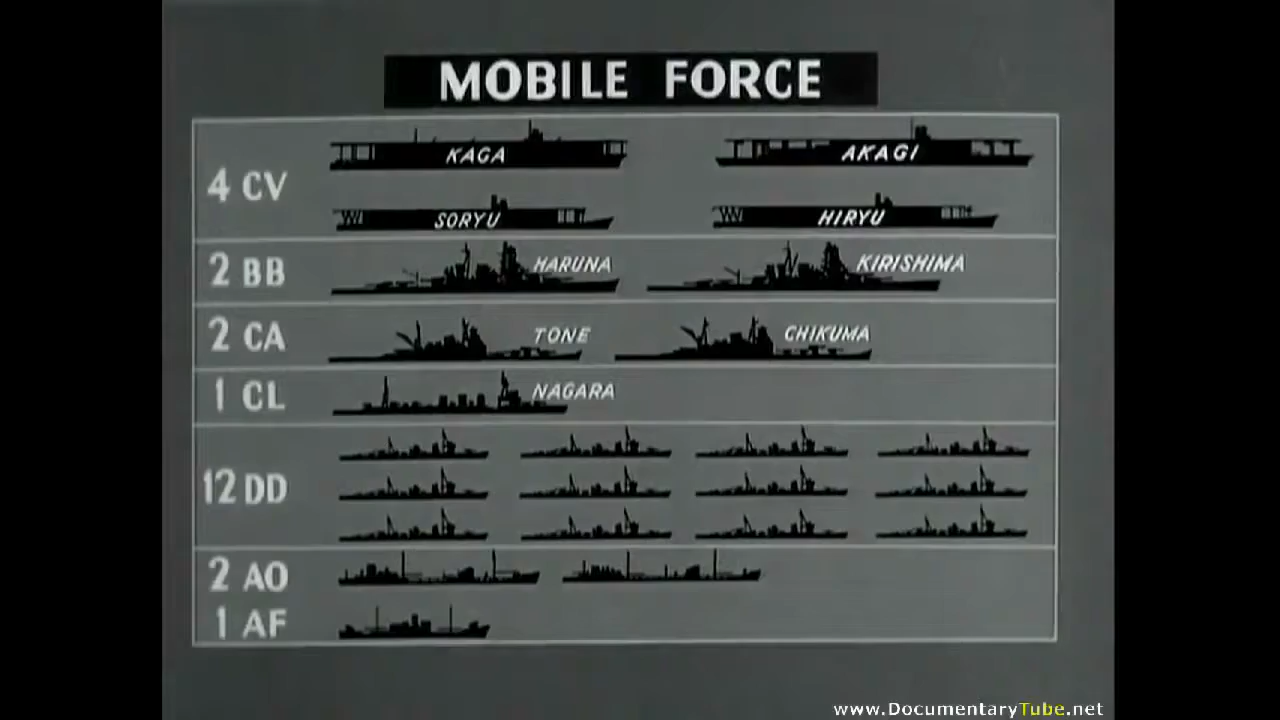 MOBILE FORCE
4 CV
KAGA
AKAGI
SORYU
HIRYU
2 BB
HARUNA
KIRISHIMA
2 CA
TONE
CHIKUMA
1 CL
NAGARA
12 DD
2 AO
1 AF
www.DocumentaryTube.net